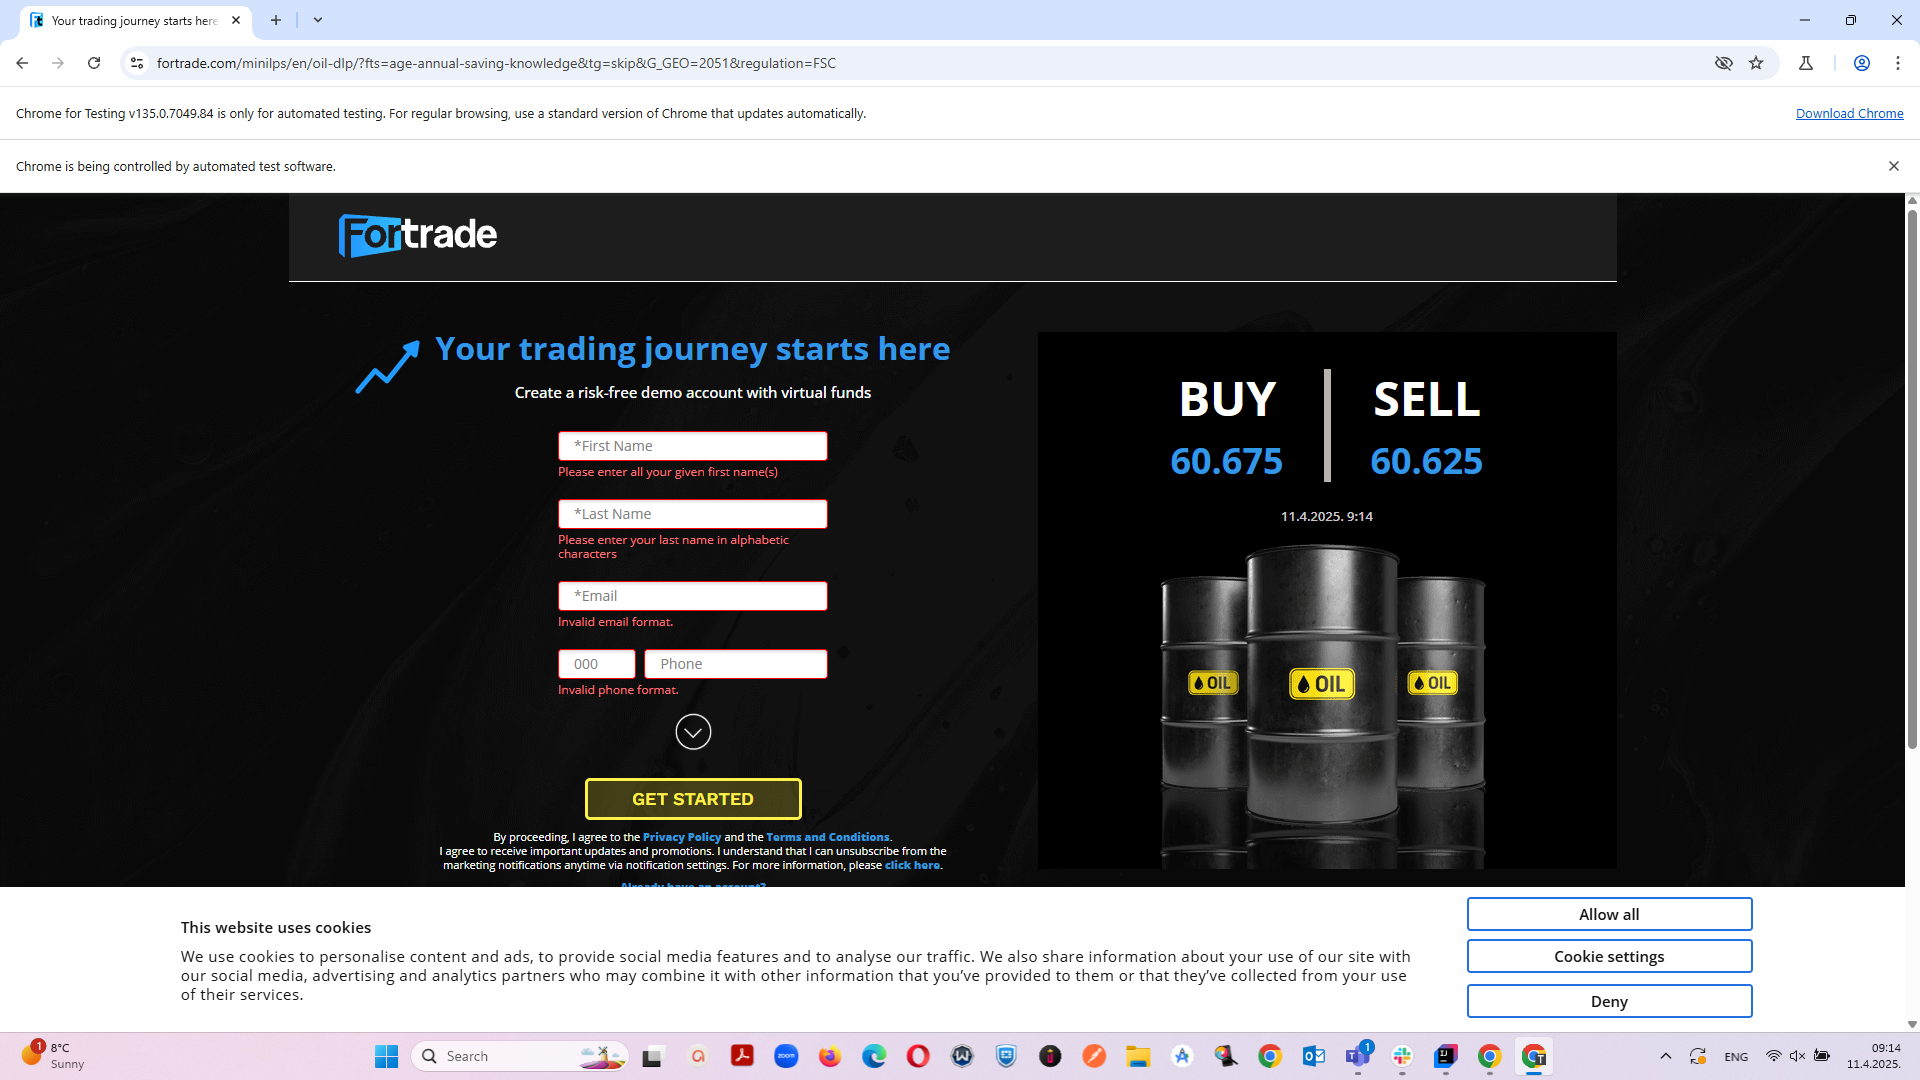 Your trading journey starts here
fortrade.com/minilps/en/oil-dlp/?fts=age-annual-saving-knowledge&tg=skip&G_GEO=2051&regulation=FSC
Chrome for Testing v135.0.7049.84 is only for automated testing. For regular browsing, use a standard version of Chrome that updates automatically.
Download Chrome
Chrome is being controlled by automated test software.
Fortrade
Your trading journey starts here
Create a risk-free demo account with virtual funds
*First Name
Please enter all your given first name(s)
*Last Name
Please enter your last name in alphabetic
characters
*Email
Invalid email format.
000
Phone
Invalid phone format.
GET STARTED
By proceeding, I agree to the Privacy Policy and the Terms and Conditions.
I agree to receive important updates and promotions. I understand that I can unsubscribe from the
marketing notifications anytime via notification settings. For more information, please click here.
Already have an account?
BUY
SELL
60.675
60.625
11.4.2025. 9:14
OIL
OIL
OIL
This website uses cookies
We use cookies to personalise content and ads, to provide social media features and to analyse our traffic. We also share information about your use of our site with
our social media, advertising and analytics partners who may combine it with other information that you've provided to them or that they've collected from your use
of their services.
Allow all
Cookie settings
Deny
1
8°C
Sunny
Search
zoom
1
ENG
09:14
11.4.2025.